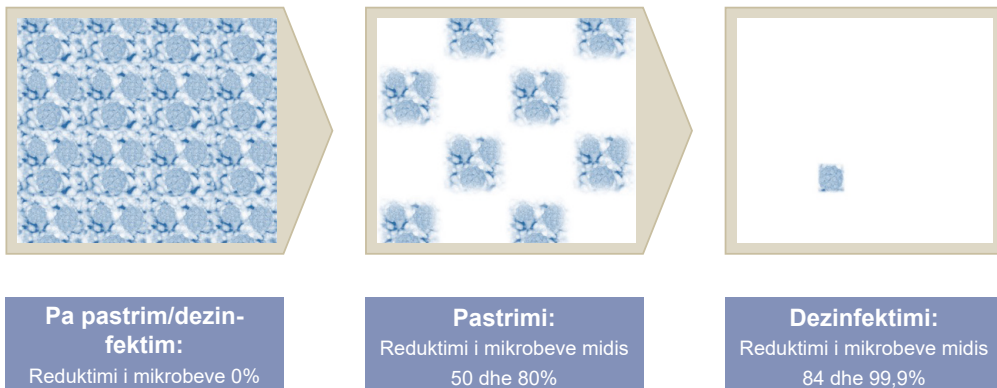 Pa pastrim/dezin-
fektim:
Reduktimi i mikrobeve 0%
Pastrimi:
Reduktimi i mikrobeve midis
50 dhe 80%
Dezinfektimi:
Reduktimi i mikrobeve midis
84 dhe 99,9%